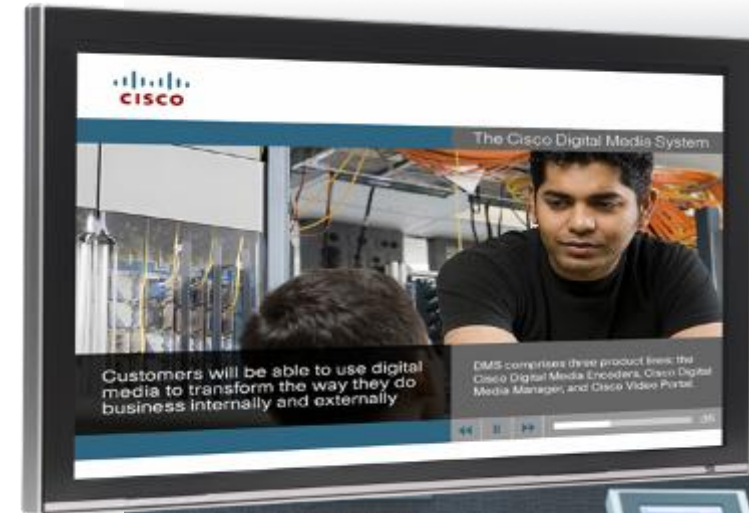 CISCO
The Cisco Digital Media System
Customers will be able to use digital
media to transform the way they do
business internally and externally
DMS comprises three product lines: the
Cisco Digital Media Encoders, Cisco Digital
Media Manager, and Cisco Video Portal.